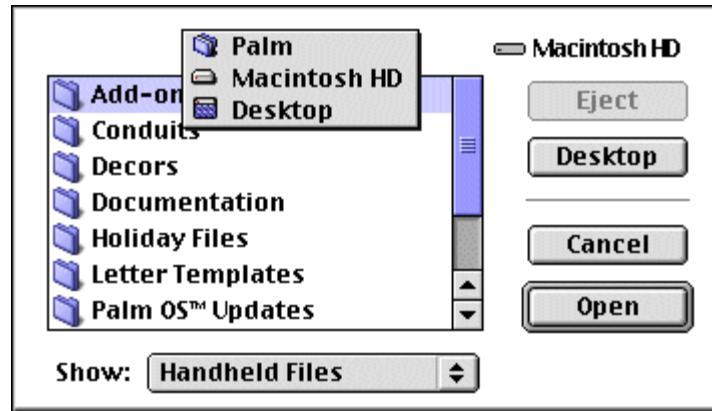 Palm
Macintosh HD
Desktop
Macintosh HD
Add-on
Conduits
Decors
Documentation
Holiday Files
Letter Templates
Palm OS™ Updates
Eject
Desktop
Cancel
Open
Show: Handheld Files